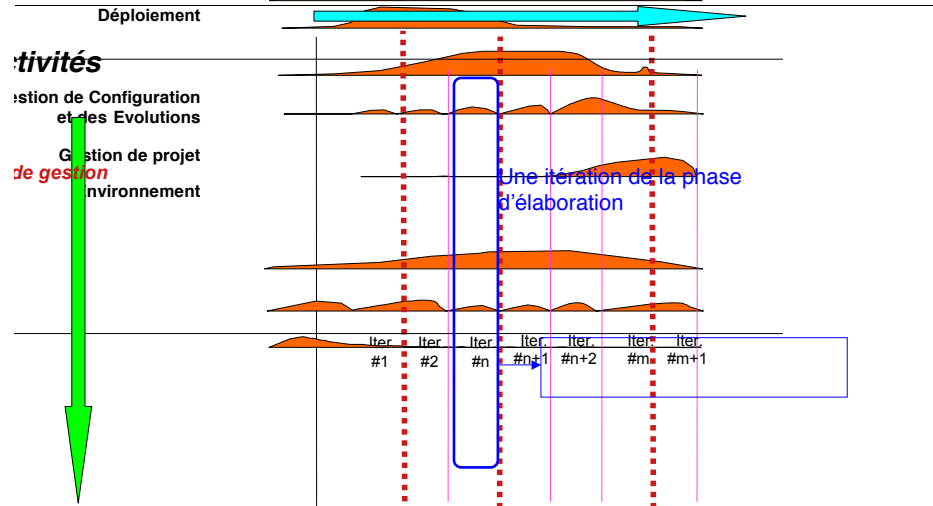 Déploiement
ctivités
estion de Configuration
et des Evolutions
Gestion de projet
de gestion
Environnement
Une itération de la phase
d'élaboration
Iter. Iter. Iter. Iter. Iter. Iter. Iter.
#1 #2 #n #n+1 #n+2 #m #m+1